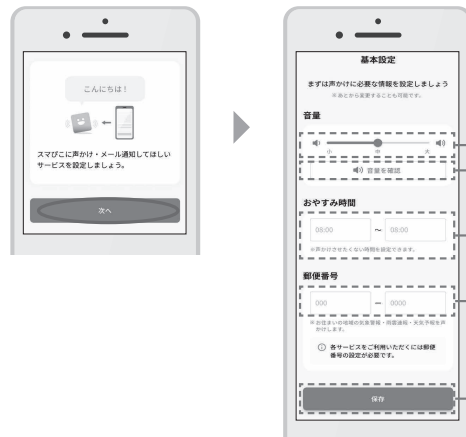 こんにちは！
スマぴこに声かけ・メール通知してほしい
サービスを設定しましょう。
次へ
基本設定
まずは声かけに必要な情報を設定しましょう
※あとから変更することも可能です。
音量
小 中 大
音量を確認
おやすみ時間
08:00 〜 08:00
※声かけさせたくない時間を設定できます。
郵便番号
000 − 0000
※お住まいの地域の気象警報・雨雲速報・天気予報を声
かけします。
各サービスをご利用いただくには郵便
番号の設定が必要です。
保存